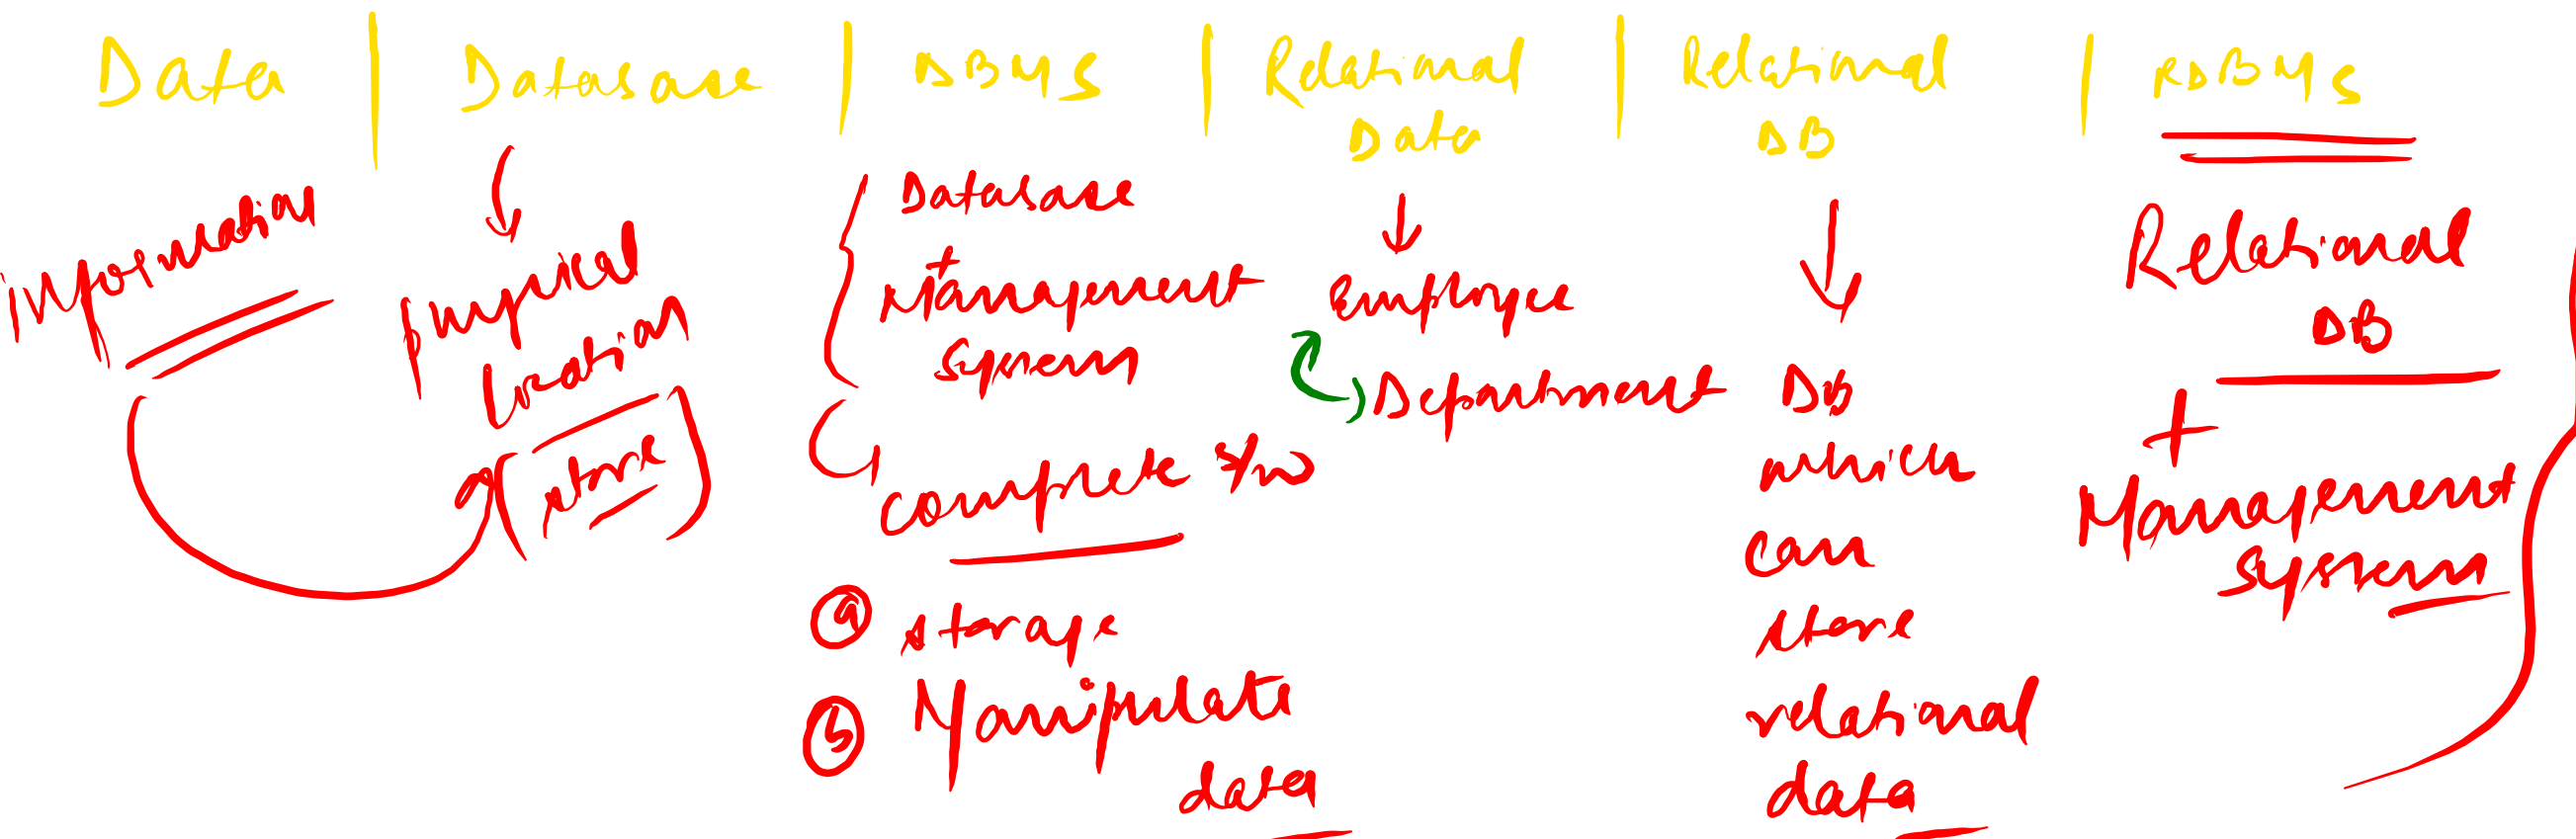 Data | Database | DBMS | Relational Data | Relational DB | RDBMS
information
physical
location
(store)
Database
+
Management
System
Complete s/w
(a) storage
(b) Manipulate
data
Employee
Department
DB
which
can
store
relational
data
Relational
DB
+
Management
System